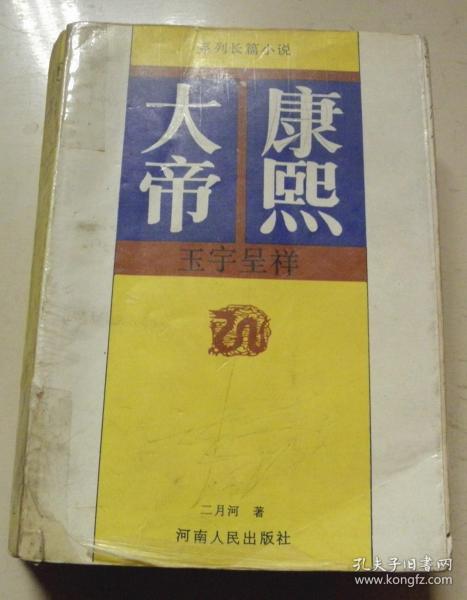 系列长篇小说
康熙
大帝
玉宇呈祥
二月河 著
河南人民出版社
孔夫子旧书网
www.kongfz.com